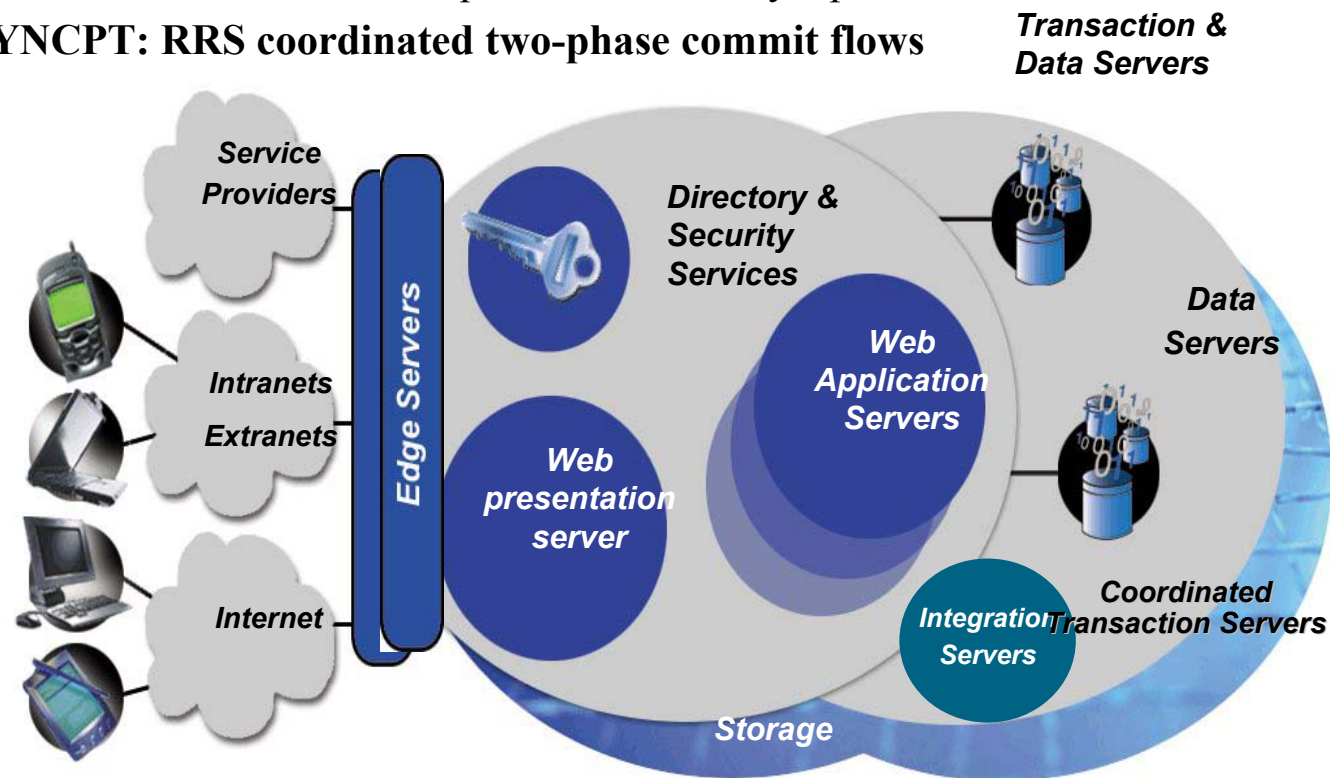 YNCPT: RRS coordinated two-phase commit flows
Transaction &
Data Servers
Service
Providers
Directory &
Security
Services
Edge Servers
Data
Servers
Web
Application
Servers
Intranets
Extranets
Web
presentation
server
Internet
Integration
Servers
Coordinated
Transaction Servers
Storage